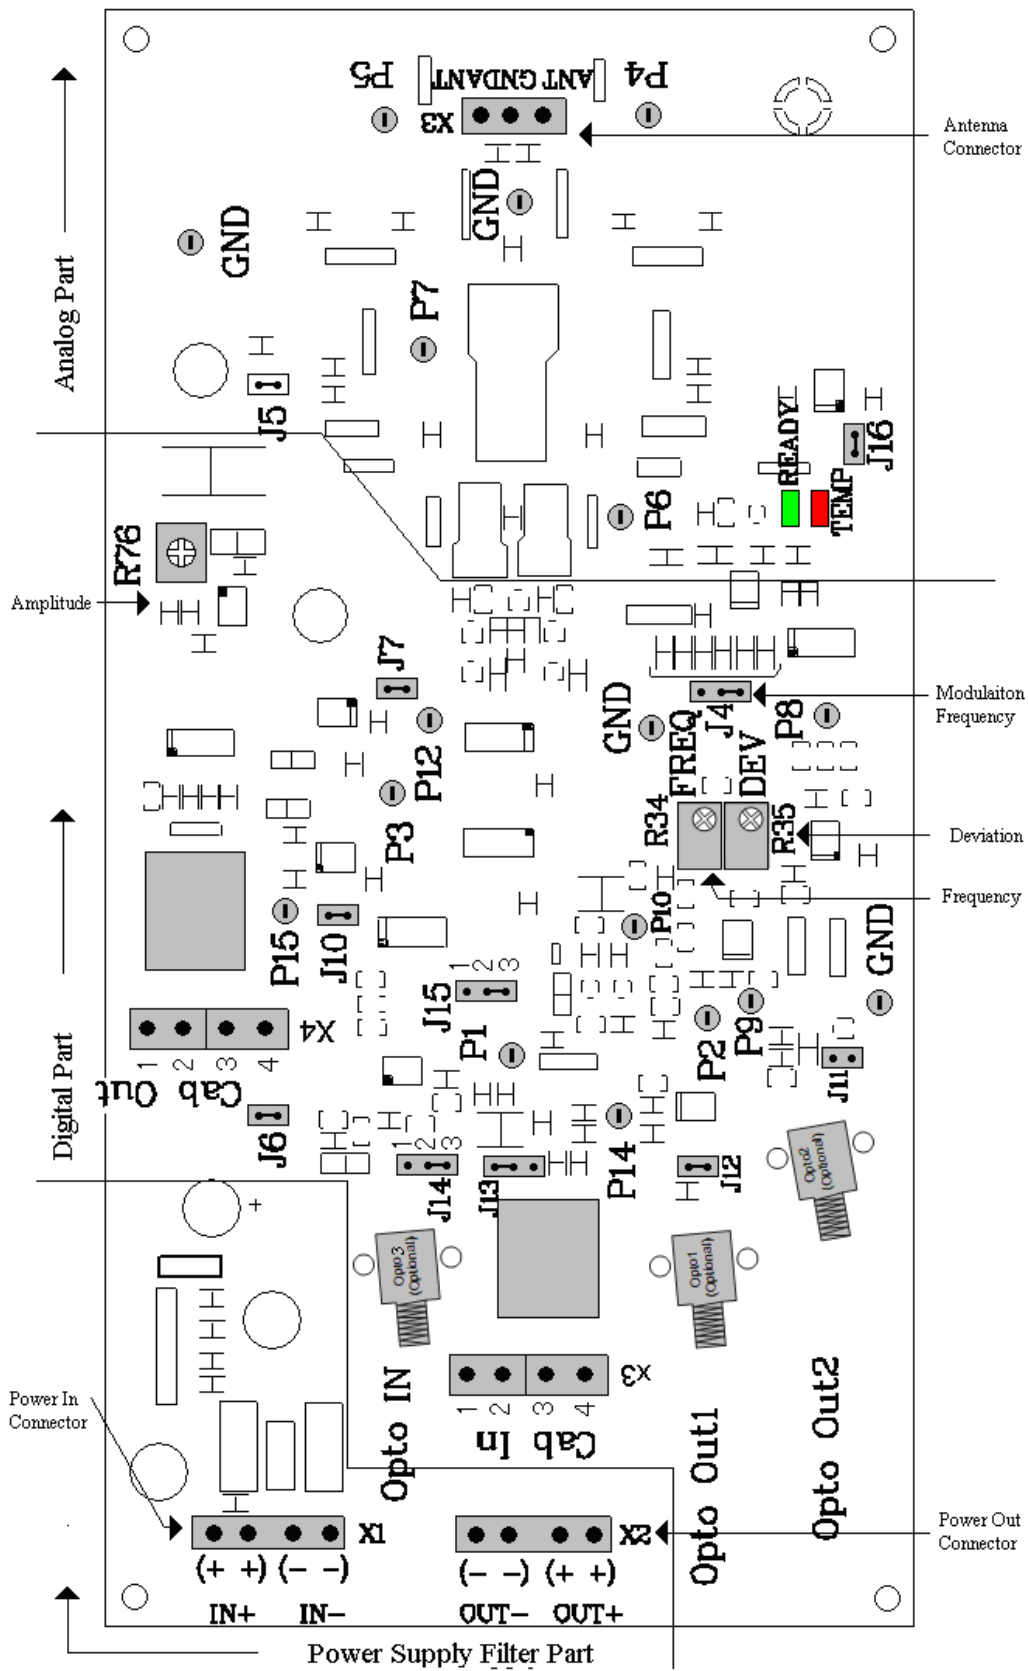 P5
ANT GND ANT
P4
X3
Antenna
Connector
GND
GND
Analog Part
P7
J5
READY
J16
TEMP
P6
R76
Amplitude
J7
GND
J4
P8
Modulaiton
Frequency
P12
FREQ
DEV
P3
R34
R35
Deviation
Frequency
P10
P15
J10
GND
1 2 3
J15
X4
P1
P2
P9
1 2 3 4
Cab Out
J11
Digital Part
J6
1 2 3
J14
J13
P14
J12
Opto2
(Optional)
+
Opto3
(Optional)
Opto1
(Optional)
x3
1 2 3 4
Cab In
Opto IN
Opto Out1
Opto Out2
Power In
Connector
X1
X2
Power Out
Connector
(+ +) (- -)
(- -) (+ +)
IN+ IN-
OUT- OUT+
Power Supply Filter Part